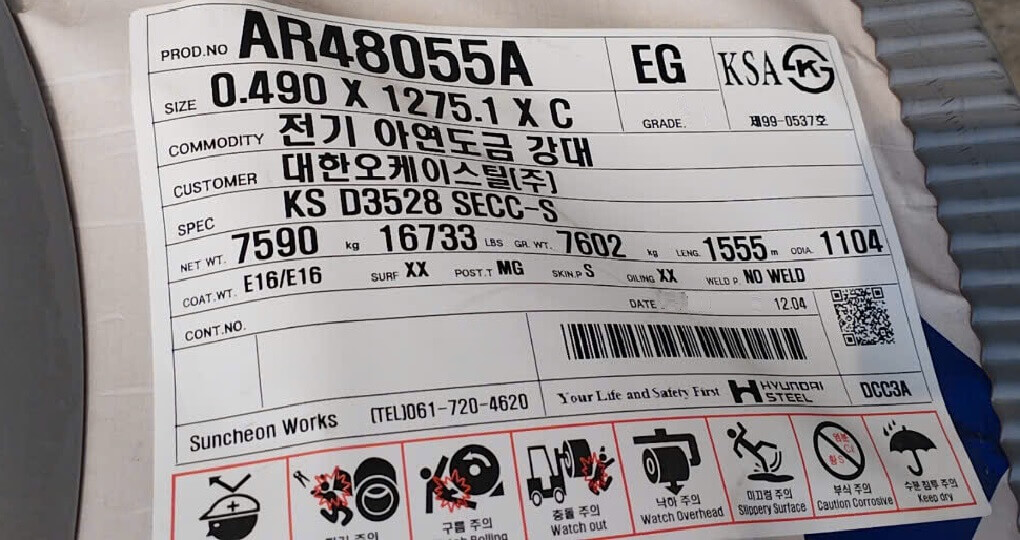 PROD.NO AR48055A EG KSA
SIZE 0.490 X 1275.1 X C GRADE. 제99-0537호
COMMODITY 전기 아연도금 강대
CUSTOMER 대한오케이스틸(주)
SPEC KS D3528 SECC-S
NET WT. 7590 kg 16733 LBS GR. WT. 7602 kg LENG. 1555 m ODIA. 1104
COAT.WT. E16/E16 SURF XX POST.T MG SKIN.P S OILING XX WELD P. NO WELD
DATE 12.04
CONT.NO.
Your Life and Safety First HYUNDAI STEEL DCC3A
Suncheon Works (TEL)061-720-4620
구름 주의 충돌 주의 낙하 주의 미끄럼 주의 부식 주의 수분 침투 주의
Rolling Watch out Watch Overhead Slippery Surface Caution Corrosive Keep dry